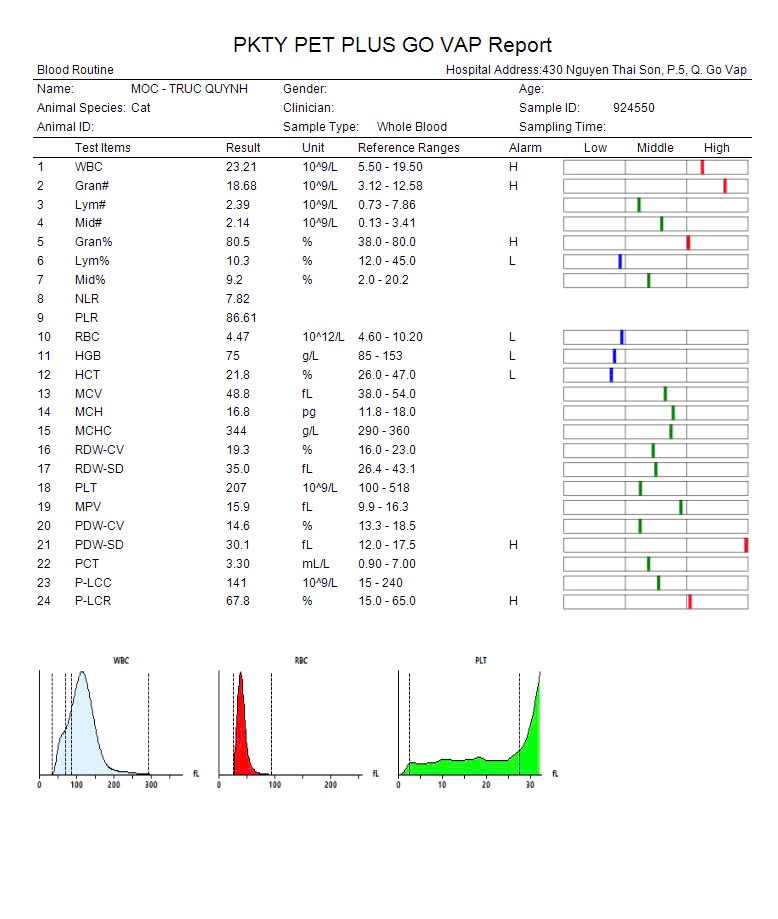 PKTY PET PLUS GO VAP Report
Blood Routine Hospital Address:430 Nguyen Thai Son, P.5, Q. Go Vap
Name: MOC - TRUC QUYNH Gender: Age:
Animal Species: Cat Clinician: Sample ID: 924550
Animal ID: Sample Type: Whole Blood Sampling Time:
Test Items Result Unit Reference Ranges Alarm Low Middle High
1 WBC 23.21 10^9/L 5.50 - 19.50 H
2 Gran# 18.68 10^9/L 3.12 - 12.58 H
3 Lym# 2.39 10^9/L 0.73 - 7.86
4 Mid# 2.14 10^9/L 0.13 - 3.41
5 Gran% 80.5 % 38.0 - 80.0 H
6 Lym% 10.3 % 12.0 - 45.0 L
7 Mid% 9.2 % 2.0 - 20.2
8 NLR 7.82
9 PLR 86.61
10 RBC 4.47 10^12/L 4.60 - 10.20 L
11 HGB 75 g/L 85 - 153 L
12 HCT 21.8 % 26.0 - 47.0 L
13 MCV 48.8 fL 38.0 - 54.0
14 MCH 16.8 pg 11.8 - 18.0
15 MCHC 344 g/L 290 - 360
16 RDW-CV 19.3 % 16.0 - 23.0
17 RDW-SD 35.0 fL 26.4 - 43.1
18 PLT 207 10^9/L 100 - 518
19 MPV 15.9 fL 9.9 - 16.3
20 PDW-CV 14.6 % 13.3 - 18.5
21 PDW-SD 30.1 fL 12.0 - 17.5 H
22 PCT 3.30 mL/L 0.90 - 7.00
23 P-LCC 141 10^9/L 15 - 240
24 P-LCR 67.8 % 15.0 - 65.0 H
WBC RBC PLT
fL fL fL
0 100 200 300 0 100 200 0 10 20 30